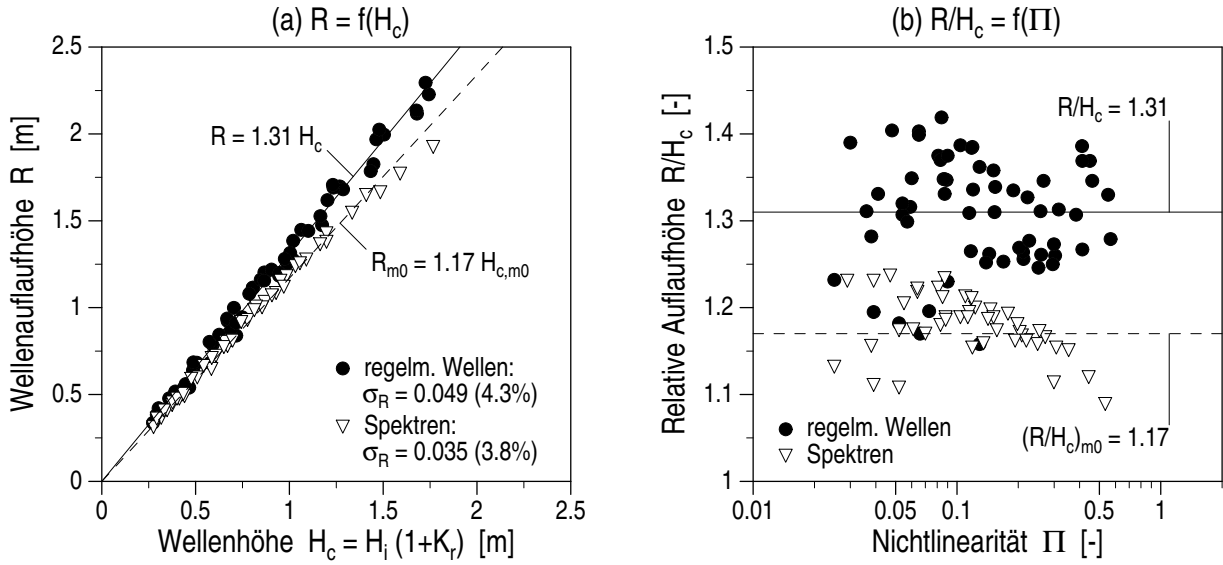 (a) R = f(H_c)
2.5
2
1.5
1
0.5
0
0
0.5
1
1.5
2
2.5
Wellenauflaufhöhe R [m]
Wellenhöhe H_c = H_i (1+K_r) [m]
R = 1.31 H_c
R_m0 = 1.17 H_c,m0
regelm. Wellen:
σ_R = 0.049 (4.3%)
Spektren:
σ_R = 0.035 (3.8%)
(b) R/H_c = f(Π)
1.5
1.4
1.3
1.2
1.1
1
0.01
0.1
1
Relative Auflaufhöhe R/H_c [-]
Nichtlinearität Π [-]
R/H_c = 1.31
(R/H_c)_m0 = 1.17
regelm. Wellen
Spektren